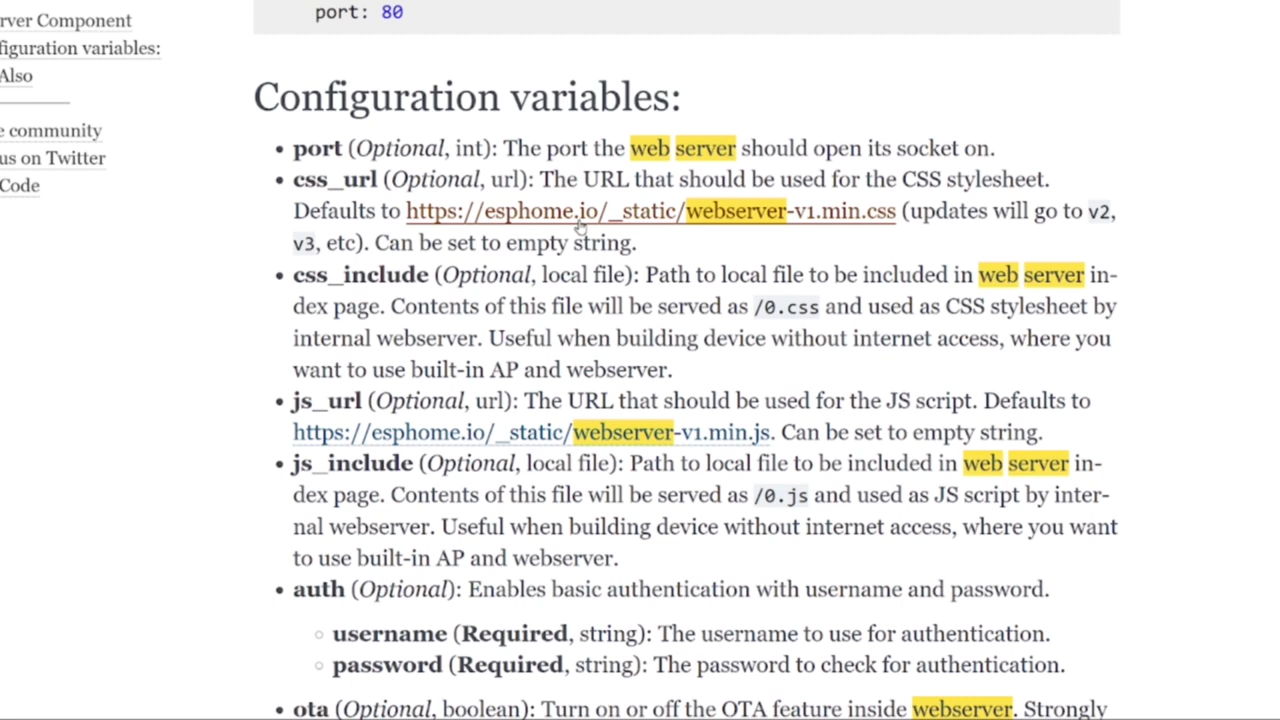 rver Component
figuration variables:
Also
e community
us on Twitter
Code
port: 80
Configuration variables:
• port (Optional, int): The port the web server should open its socket on.
• css_url (Optional, url): The URL that should be used for the CSS stylesheet.
Defaults to https://esphome.io/_static/webserver-v1.min.css (updates will go to v2,
v3, etc). Can be set to empty string.
• css_include (Optional, local file): Path to local file to be included in web server in-
dex page. Contents of this file will be served as /0.css and used as CSS stylesheet by
internal webserver. Useful when building device without internet access, where you
want to use built-in AP and webserver.
• js_url (Optional, url): The URL that should be used for the JS script. Defaults to
https://esphome.io/_static/webserver-v1.min.js. Can be set to empty string.
• js_include (Optional, local file): Path to local file to be included in web server in-
dex page. Contents of this file will be served as /0.js and used as JS script by inter-
nal webserver. Useful when building device without internet access, where you want
to use built-in AP and webserver.
• auth (Optional): Enables basic authentication with username and password.
◦ username (Required, string): The username to use for authentication.
◦ password (Required, string): The password to check for authentication.
• ota (Optional, boolean): Turn on or off the OTA feature inside webserver. Strongly